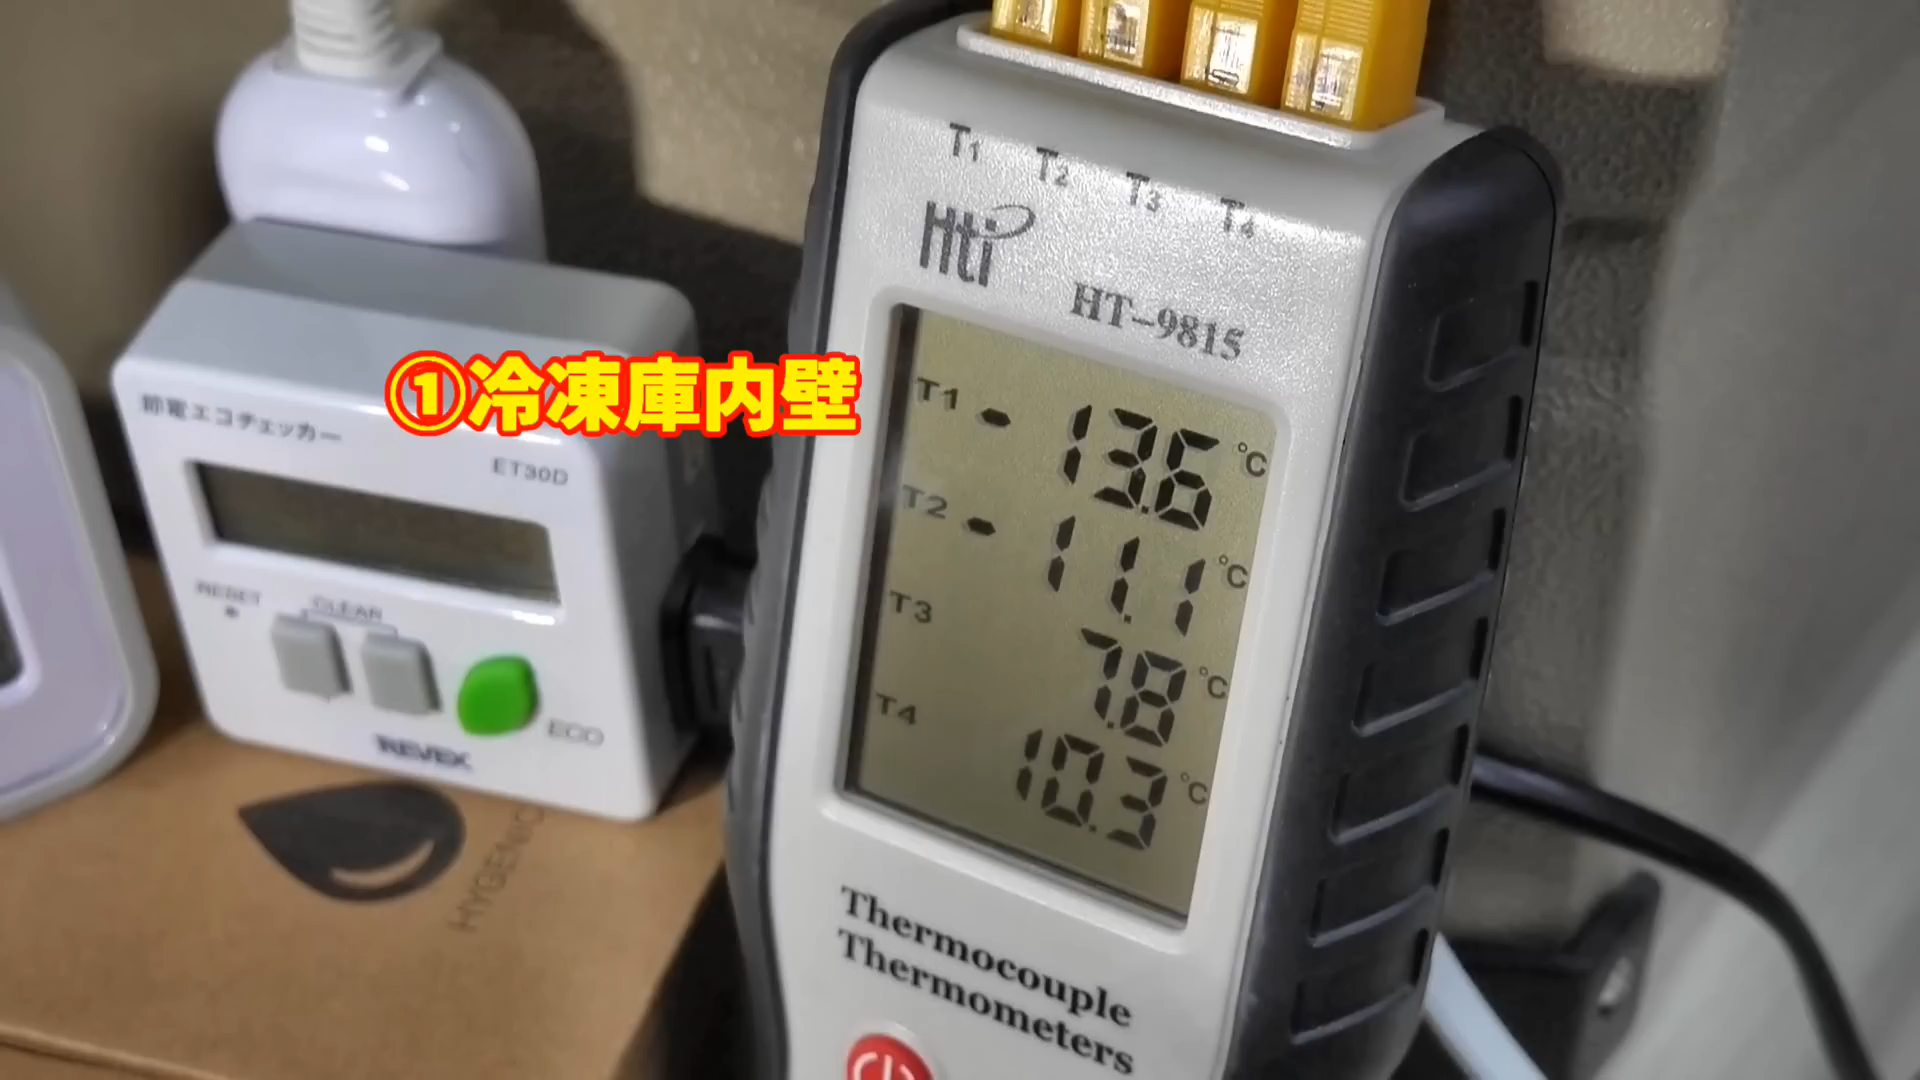 T1
T2
T3
T4
Hti
HT-9815
①冷凍庫内壁
T1 -13.6 ℃
T2 -11.1 ℃
T3 7.8 ℃
T4 10.3 ℃
Thermocouple
Thermometers
節電エコチェッカー
ET30D
RESET
CLEAN
ECO
REVEX
HYGENIC